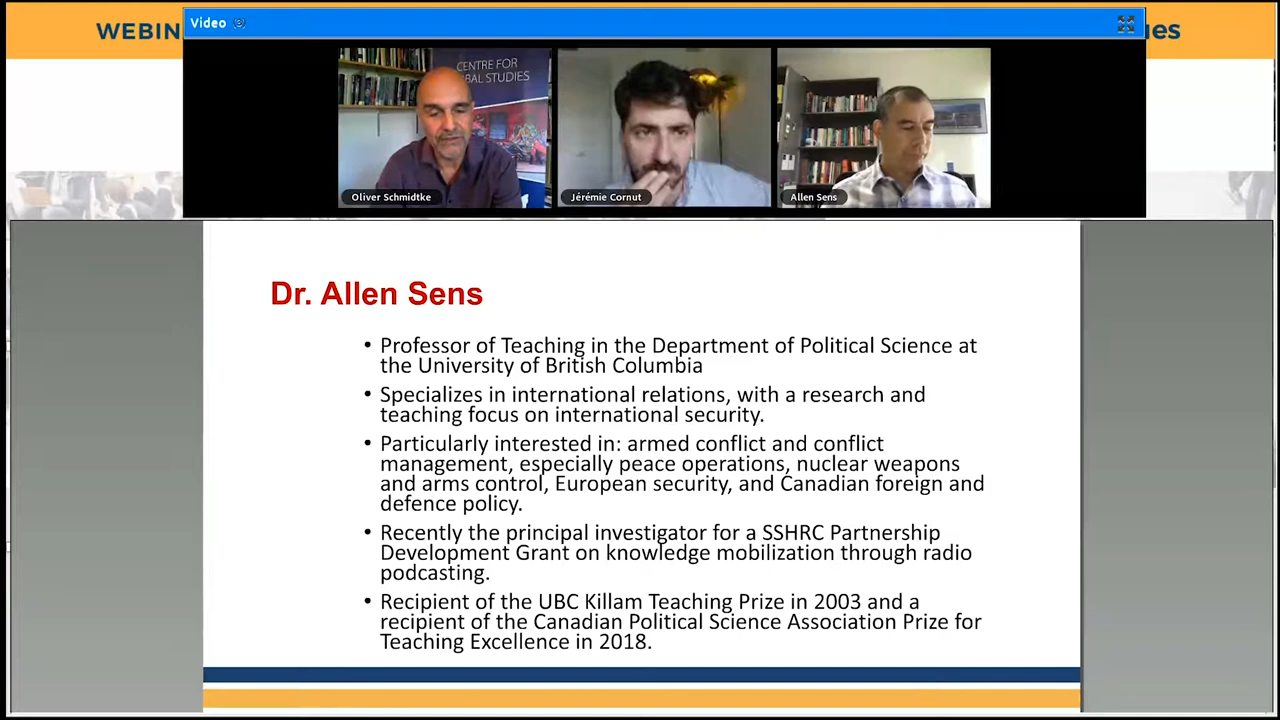 WEBIN
ues
Video (3)
CENTRE FOR
BAL STUDIES
Oliver Schmidtke
Jérémie Cornut
Allen Sens
Dr. Allen Sens
• Professor of Teaching in the Department of Political Science at
the University of British Columbia
• Specializes in international relations, with a research and
teaching focus on international security.
• Particularly interested in: armed conflict and conflict
management, especially peace operations, nuclear weapons
and arms control, European security, and Canadian foreign and
defence policy.
• Recently the principal investigator for a SSHRC Partnership
Development Grant on knowledge mobilization through radio
podcasting.
• Recipient of the UBC Killam Teaching Prize in 2003 and a
recipient of the Canadian Political Science Association Prize for
Teaching Excellence in 2018.